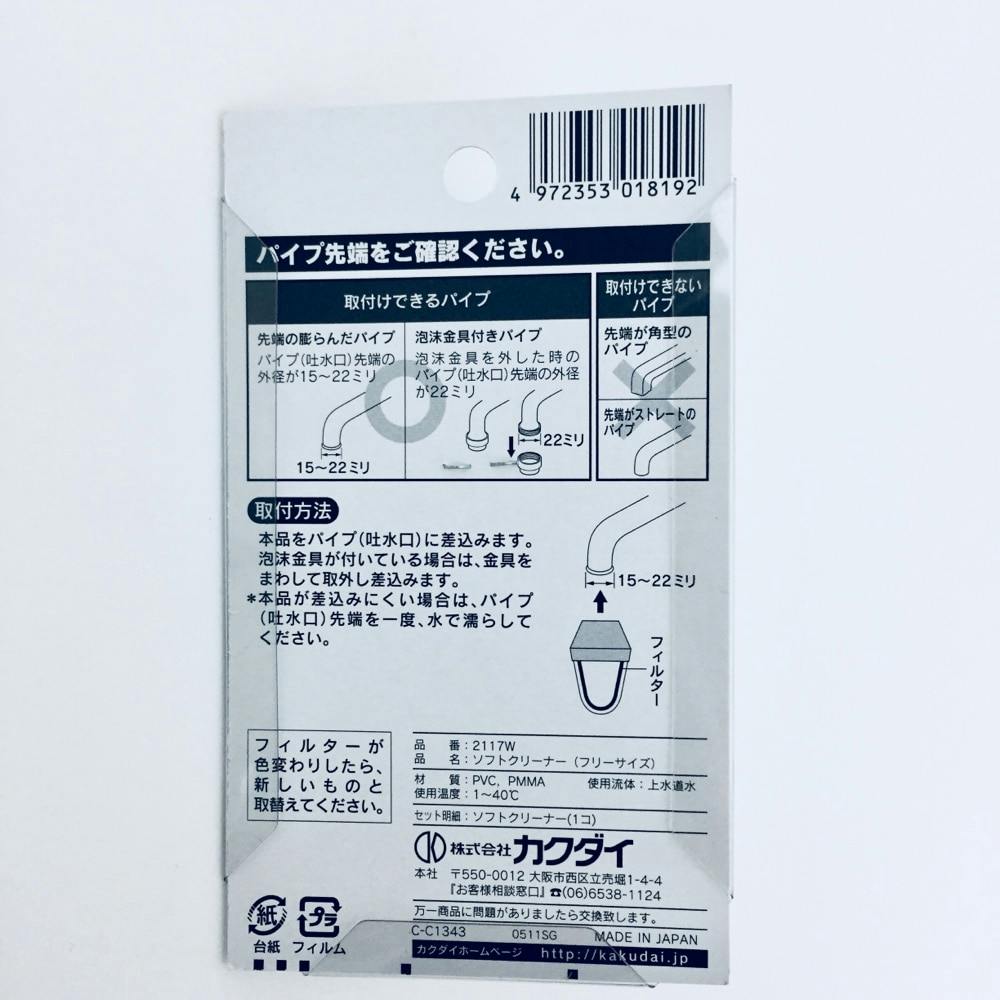 4 972353 018192
パイプ先端をご確認ください。
取付けできるパイプ
先端の膨らんだパイプ
パイプ(吐水口)先端の
外径が15～22ミリ
15～22ミリ
泡沫金具付きパイプ
泡沫金具を外した時の
パイプ(吐水口)先端の外径
が22ミリ
22ミリ
取付けできない
パイプ
先端が角型の
パイプ
先端がストレートの
パイプ
取付方法
本品をパイプ(吐水口)に差込みます。
泡沫金具が付いている場合は、金具を
まわして取外し差込みます。
*本品が差込みにくい場合は、パイプ
(吐水口)先端を一度、水で濡らして
ください。
15～22ミリ
フィルター
フィルターが
色変わりしたら、
新しいものと
取替えてください。
品 番：2117W
品 名：ソフトクリーナー（フリーサイズ）
材 質：PVC, PMMA 使用流体：上水道水
使用温度：1～40℃
セット明細：ソフトクリーナー(1コ)
株式会社カクダイ
本社 〒550-0012 大阪市西区立売堀1-4-4
『お客様相談窓口』☎(06)6538-1124
万一商品に問題がありましたら交換致します。
C-C1343 0511SG MADE IN JAPAN
カクダイホームページ http://kakudai.jp
紙 プラ
台紙 フィルム